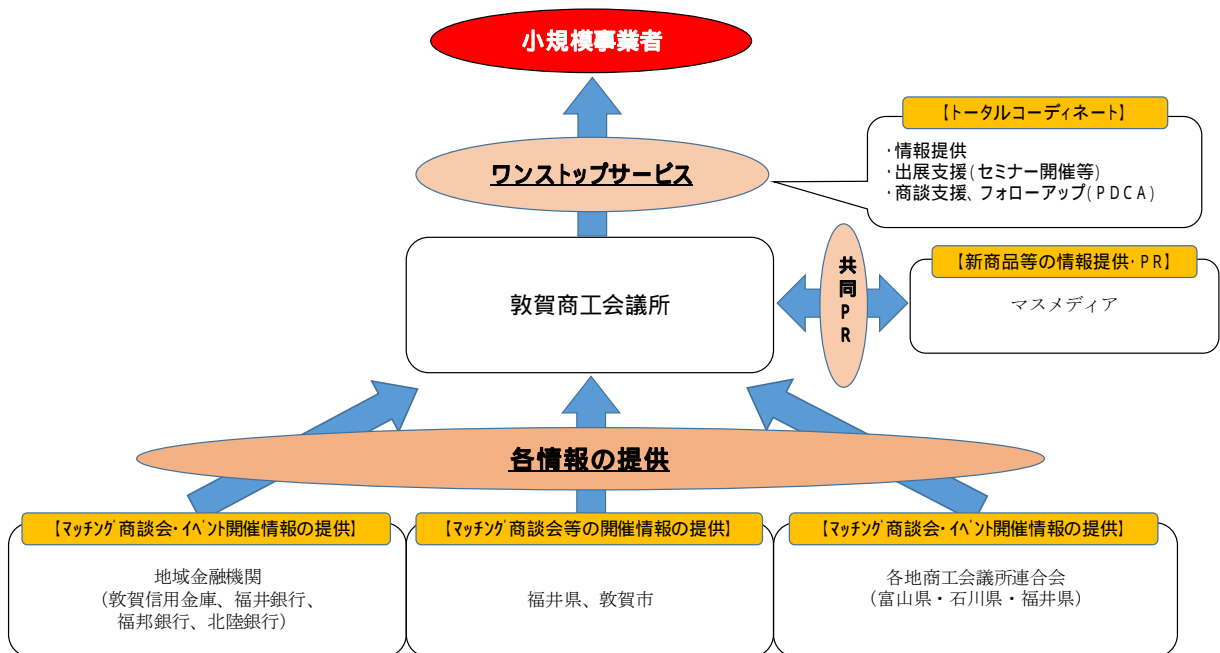 小規模事業者
【トータルコーディネート】
･情報提供
･出展支援(セミナー開催等)
･商談支援、フォローアップ(PDCA)
ワンストップサービス
敦賀商工会議所
共同PR
【新商品等の情報提供･PR】
マスメディア
各情報の提供
【マッチング商談会･イベント開催情報の提供】
地域金融機関
（敦賀信用金庫、福井銀行、
福邦銀行、北陸銀行）
【マッチング商談会等の開催情報の提供】
福井県、敦賀市
【マッチング商談会･イベント開催情報の提供】
各地商工会議所連合会
（富山県・石川県・福井県）